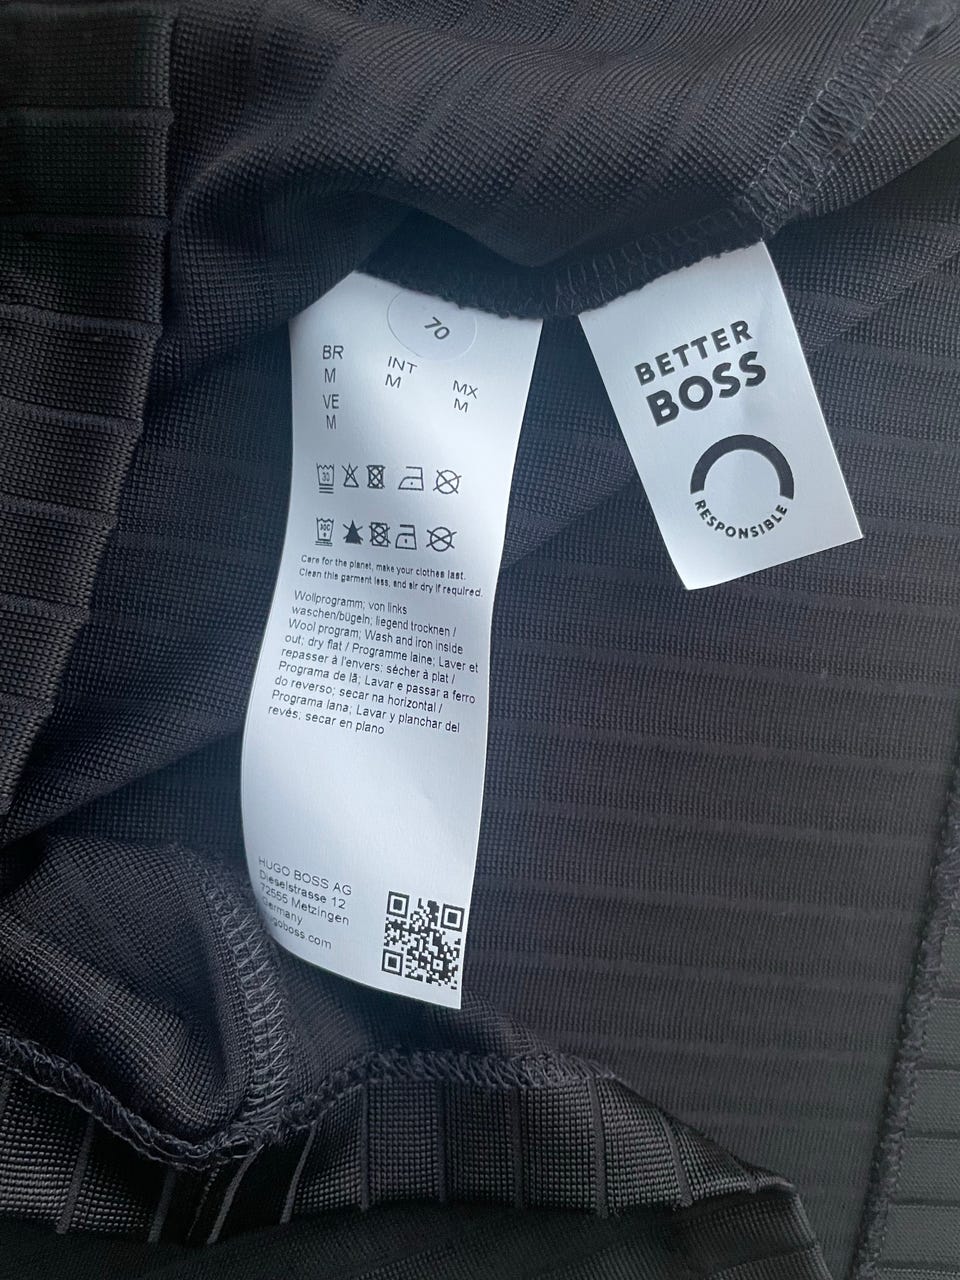 70
BR
M
INT
M
MX
M
VE
M
30
30C
Care for the planet, make your clothes last.
Clean this garment less, and air dry if required.
Wollprogramm; von links
waschen/bügeln; liegend trocknen /
Wool program; Wash and iron inside
out; dry flat / Programme laine; Laver et
repasser à l'envers; sécher à plat /
Programa de lã; Lavar e passar a ferro
do reverso; secar na horizontal /
Programa lana; Lavar y planchar del
revés; secar en plano
HUGO BOSS AG
Dieselstrasse 12
72555 Metzingen
Germany
hugoboss.com
BETTER
BOSS
RESPONSIBLE